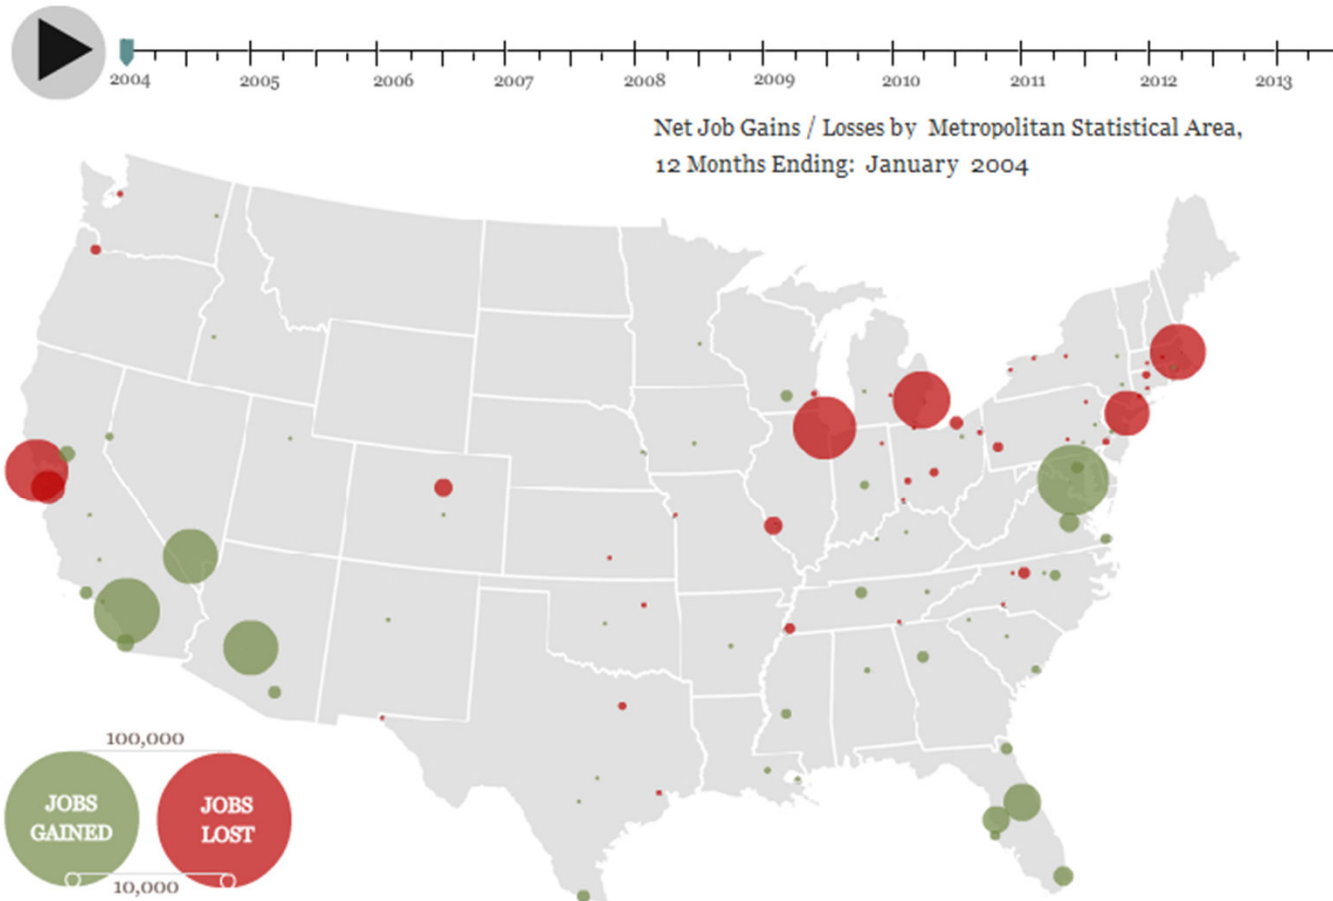 2004 2005 2006 2007 2008 2009 2010 2011 2012 2013
Net Job Gains / Losses by Metropolitan Statistical Area,
12 Months Ending: January 2004
100,000
JOBS
GAINED
JOBS
LOST
10,000